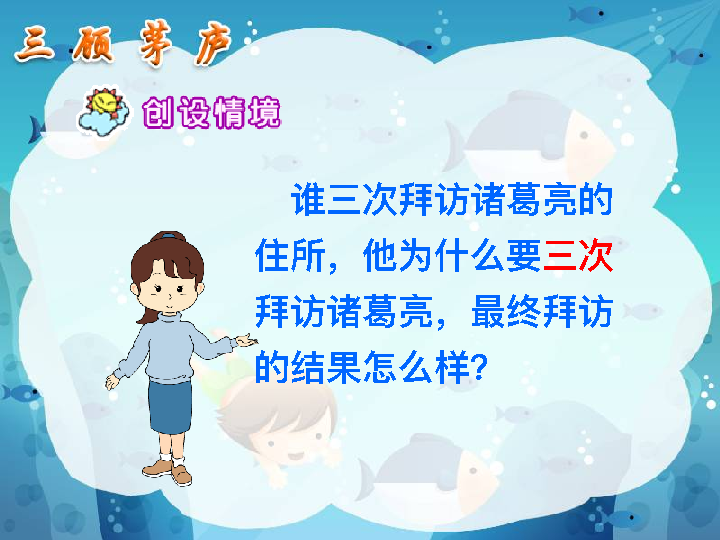 三顾茅庐
创设情境
谁三次拜访诸葛亮的
住所，他为什么要三次
拜访诸葛亮，最终拜访
的结果怎么样？